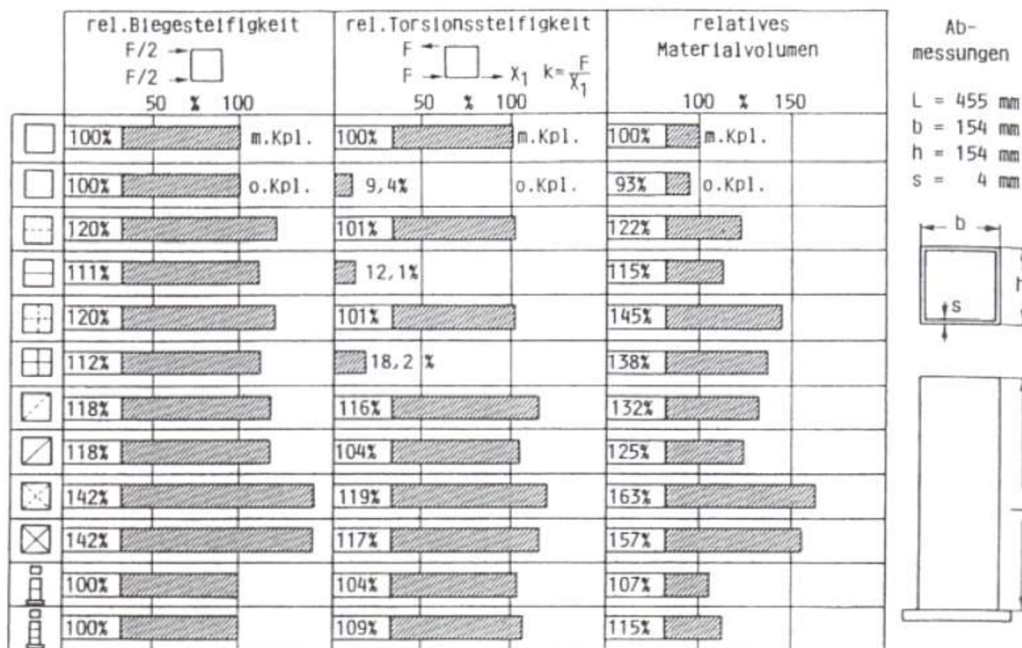 rel.Biegesteifigkeit rel.Torsionssteifigkeit relatives Materialvolumen
F/2
F/2
F
F X₁ k=F/X₁
50 % 100 50 % 100 100 % 150
100% m.Kpl. 100% m.Kpl. 100% m.Kpl.
100% o.Kpl. 9,4% o.Kpl. 93% o.Kpl.
120% 101% 122%
111% 12,1% 115%
120% 101% 145%
112% 18,2 % 138%
118% 116% 132%
118% 104% 125%
142% 119% 163%
142% 117% 157%
100% 104% 107%
100% 109% 115%
Ab-
messungen
L = 455 mm
b = 154 mm
h = 154 mm
s = 4 mm
b
s